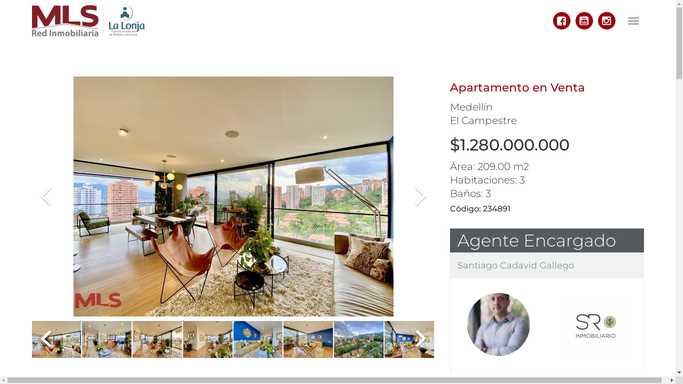 MLS
Red Inmobiliaria
La Lonja
Apartamento en Venta
Medellín
El Campestre
$1.280.000.000
Área: 209.00 m2
Habitaciones: 3
Baños: 3
Código: 234891
Agente Encargado
Santiago Cadavid Gallego
MLS
SR
INMOBILIARIO